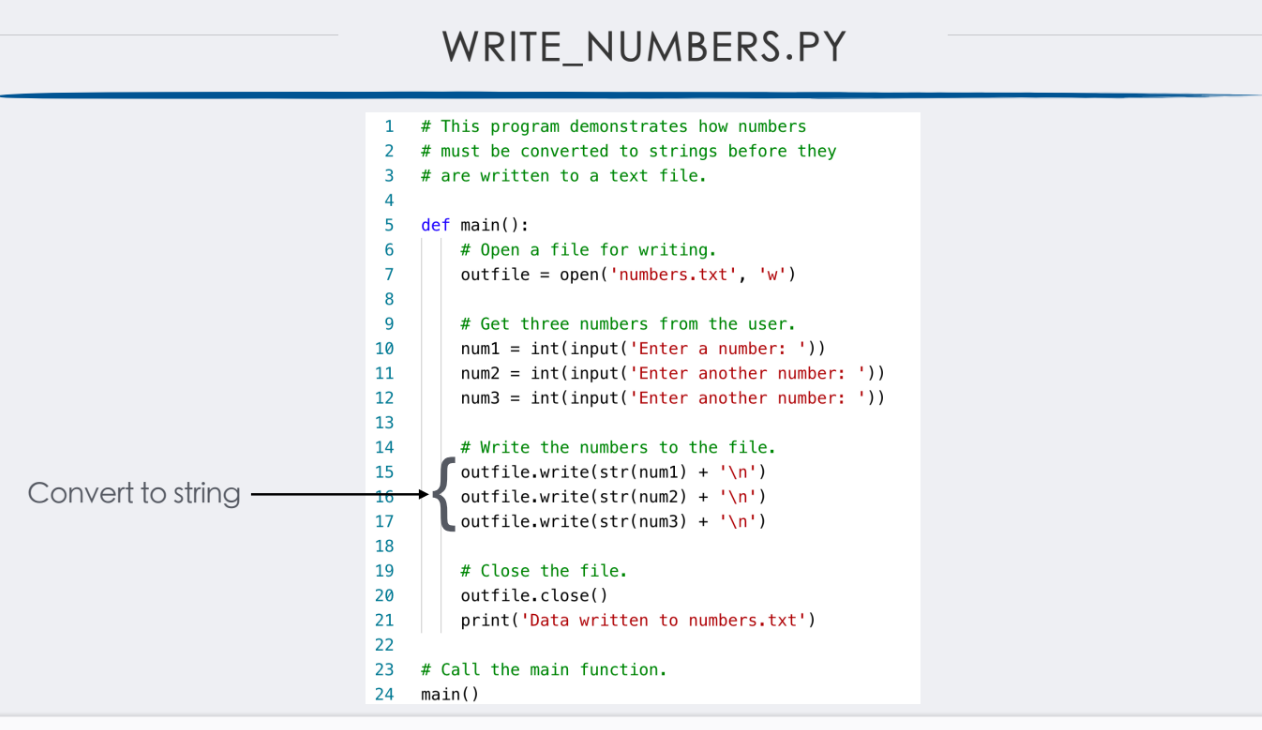 WRITE_NUMBERS.PY
1 # This program demonstrates how numbers
2 # must be converted to strings before they
3 # are written to a text file.
4
5 def main():
6     # Open a file for writing.
7     outfile = open('numbers.txt', 'w')
8
9     # Get three numbers from the user.
10     num1 = int(input('Enter a number: '))
11     num2 = int(input('Enter another number: '))
12     num3 = int(input('Enter another number: '))
13
14     # Write the numbers to the file.
15     outfile.write(str(num1) + '\n')
Convert to string
16     outfile.write(str(num2) + '\n')
17     outfile.write(str(num3) + '\n')
18
19     # Close the file.
20     outfile.close()
21     print('Data written to numbers.txt')
22
23 # Call the main function.
24 main()